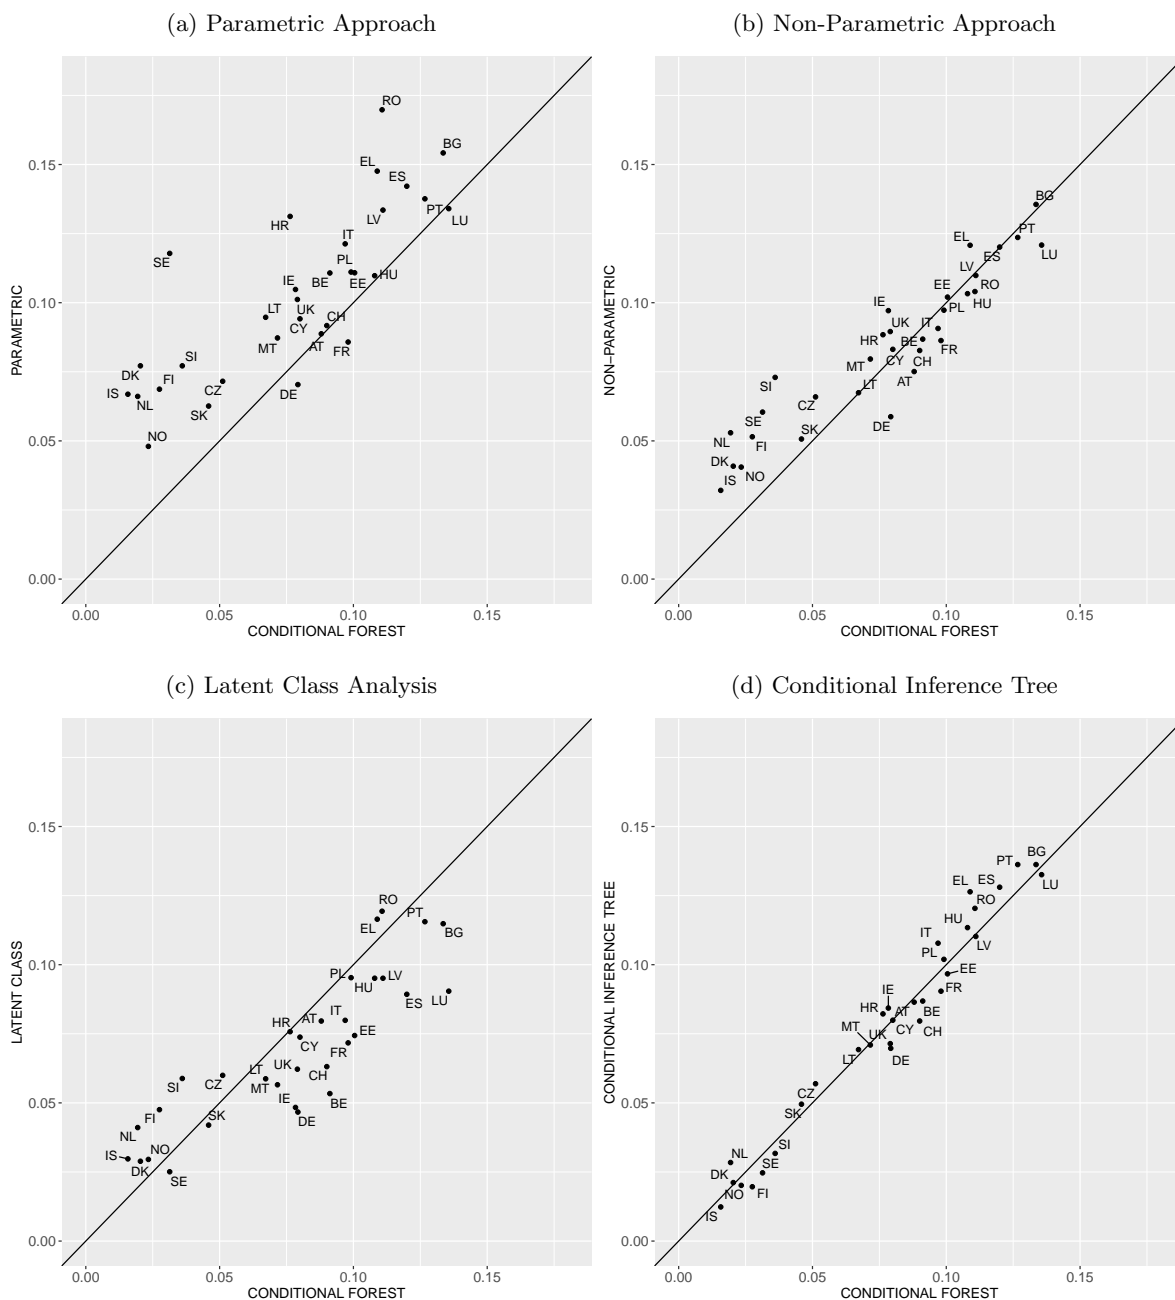 (a) Parametric Approach
RO
BG
EL
ES
0.15
PT
LV
LU
HR
IT
SE
PL
HU
BE
EE
IE
0.10
LT
UK
CH
CY
MT
AT
FR
SI
DK
FI
DE
IS
CZ
NL
SK
NO
0.05
0.00
0.00
0.05
0.10
0.15
PARAMETRIC
CONDITIONAL FOREST
(b) Non-Parametric Approach
BG
0.15
PT
EL
ES
LU
LV
EE
RO
IE
HU
0.10
PL
UK
IT
HR
BE
FR
MT
CY
CH
AT
SI
LT
CZ
SE
SK
DE
NL
FI
0.05
DK
NO
IS
0.00
0.00
0.05
0.10
0.15
NON–PARAMETRIC
CONDITIONAL FOREST
(c) Latent Class Analysis
0.15
RO
PT
EL
BG
PL
LV
HU
0.10
ES
LU
IT
HR
AT
EE
CY
FR
UK
LT
CH
SI
CZ
MT
IE
BE
FI
SK
DE
0.05
NL
NO
IS
DK
SE
0.00
0.00
0.05
0.10
0.15
LATENT CLASS
CONDITIONAL FOREST
(d) Conditional Inference Tree
0.15
BG
PT
ES
EL
LU
RO
HU
IT
LV
PL
EE
0.10
IE
FR
HR
AT
BE
MT
UK
CY
CH
LT
DE
CZ
SK
0.05
SI
NL
SE
DK
NO
FI
IS
0.00
0.00
0.05
0.10
0.15
CONDITIONAL INFERENCE TREE
CONDITIONAL FOREST